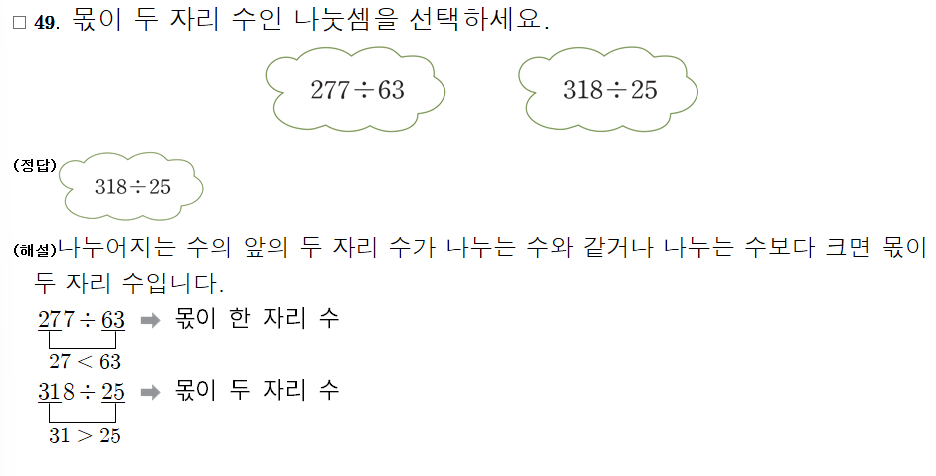 □ 49. 몫이 두 자리 수인 나눗셈을 선택하세요.
277÷63 318÷25
(정답) 318÷25
(해설)나누어지는 수의 앞의 두 자리 수가 나누는 수와 같거나 나누는 수보다 크면 몫이
두 자리 수입니다.
277÷63 ➡ 몫이 한 자리 수
27 < 63
318÷25 ➡ 몫이 두 자리 수
31 > 25